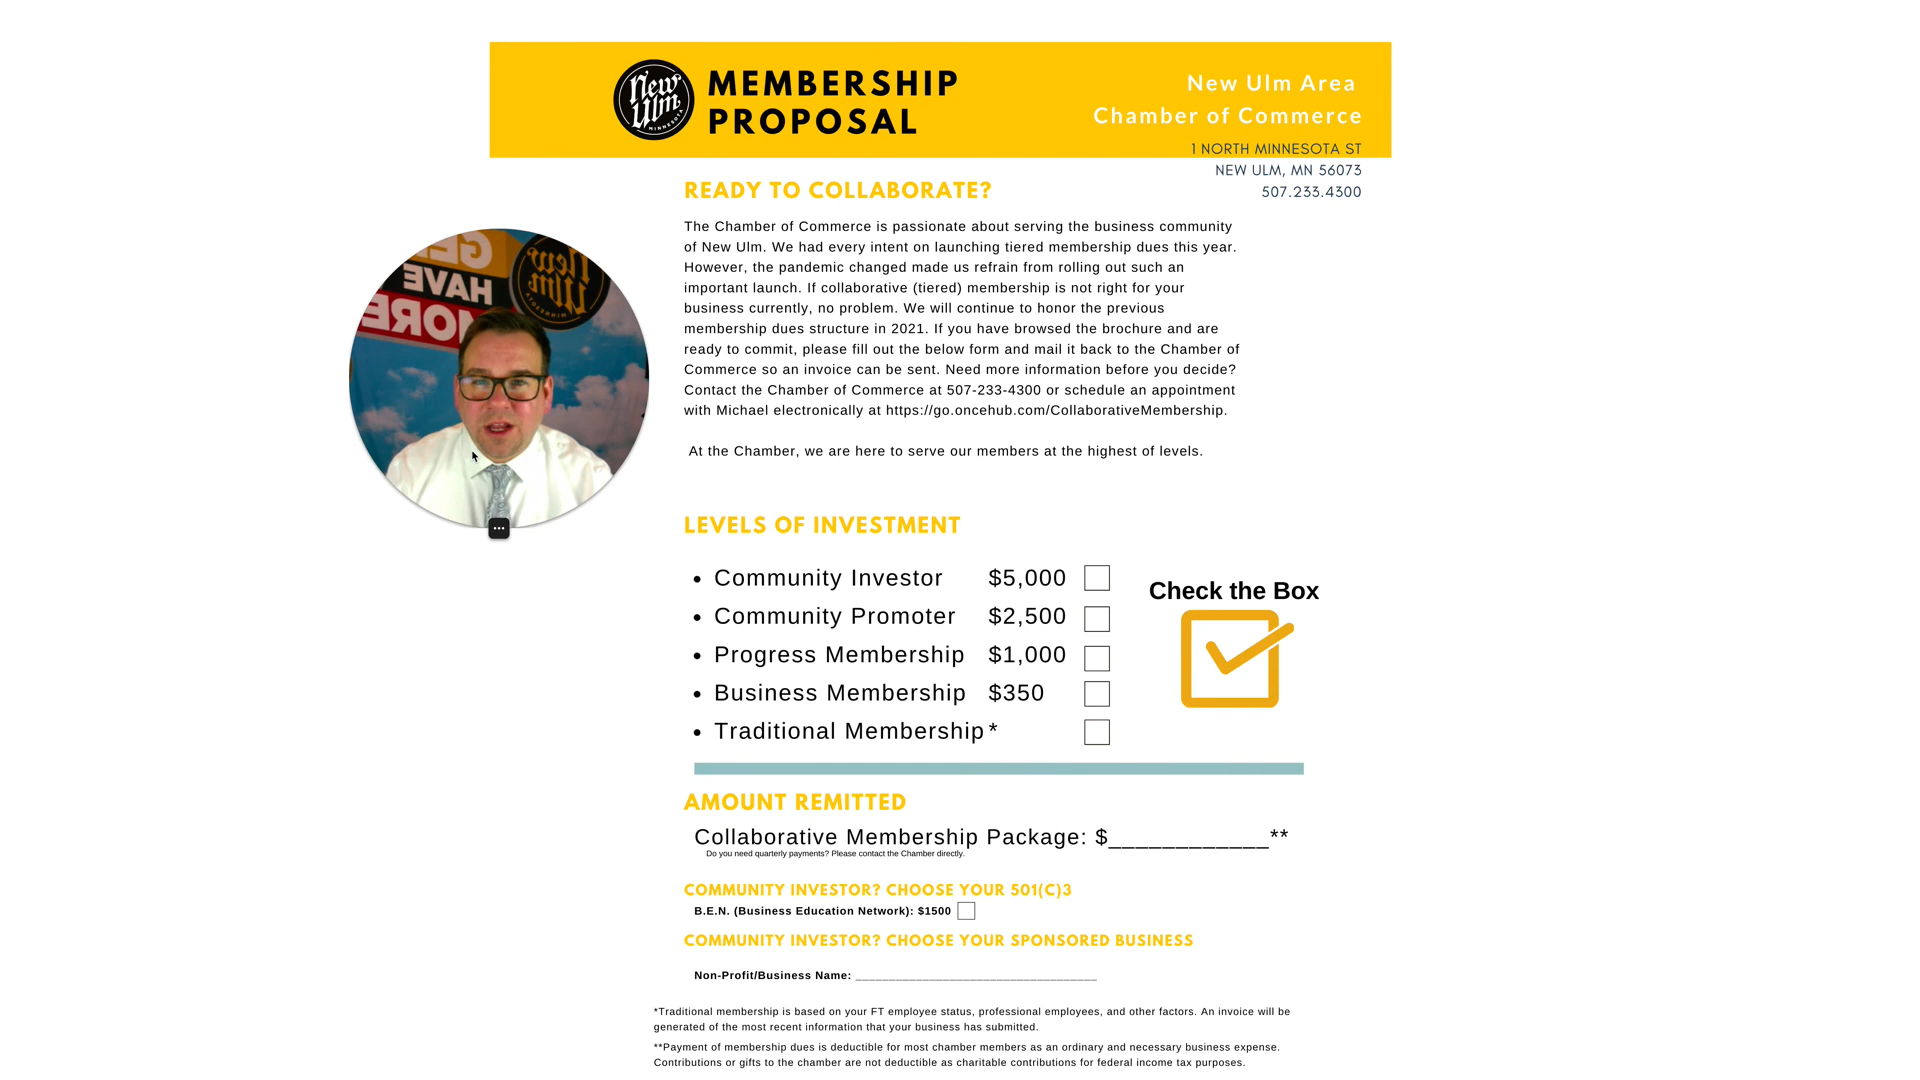 New Ulm MINNESOTA
MEMBERSHIP
PROPOSAL
New Ulm Area
Chamber of Commerce
1 NORTH MINNESOTA ST
NEW ULM, MN 56073
507.233.4300
READY TO COLLABORATE?
The Chamber of Commerce is passionate about serving the business community
of New Ulm. We had every intent on launching tiered membership dues this year.
However, the pandemic changed made us refrain from rolling out such an
important launch. If collaborative (tiered) membership is not right for your
business currently, no problem. We will continue to honor the previous
membership dues structure in 2021. If you have browsed the brochure and are
ready to commit, please fill out the below form and mail it back to the Chamber of
Commerce so an invoice can be sent. Need more information before you decide?
Contact the Chamber of Commerce at 507-233-4300 or schedule an appointment
with Michael electronically at https://go.oncehub.com/CollaborativeMembership.
At the Chamber, we are here to serve our members at the highest of levels.
GEN
HAVE
MORE
New Ulm
LEVELS OF INVESTMENT
• Community Investor $5,000
• Community Promoter $2,500
• Progress Membership $1,000
• Business Membership $350
• Traditional Membership*
Check the Box
AMOUNT REMITTED
Collaborative Membership Package: $____________**
Do you need quarterly payments? Please contact the Chamber directly.
COMMUNITY INVESTOR? CHOOSE YOUR 501(C)3
B.E.N. (Business Education Network): $1500
COMMUNITY INVESTOR? CHOOSE YOUR SPONSORED BUSINESS
Non-Profit/Business Name: ____________________________________
*Traditional membership is based on your FT employee status, professional employees, and other factors. An invoice will be
generated of the most recent information that your business has submitted.
**Payment of membership dues is deductible for most chamber members as an ordinary and necessary business expense.
Contributions or gifts to the chamber are not deductible as charitable contributions for federal income tax purposes.